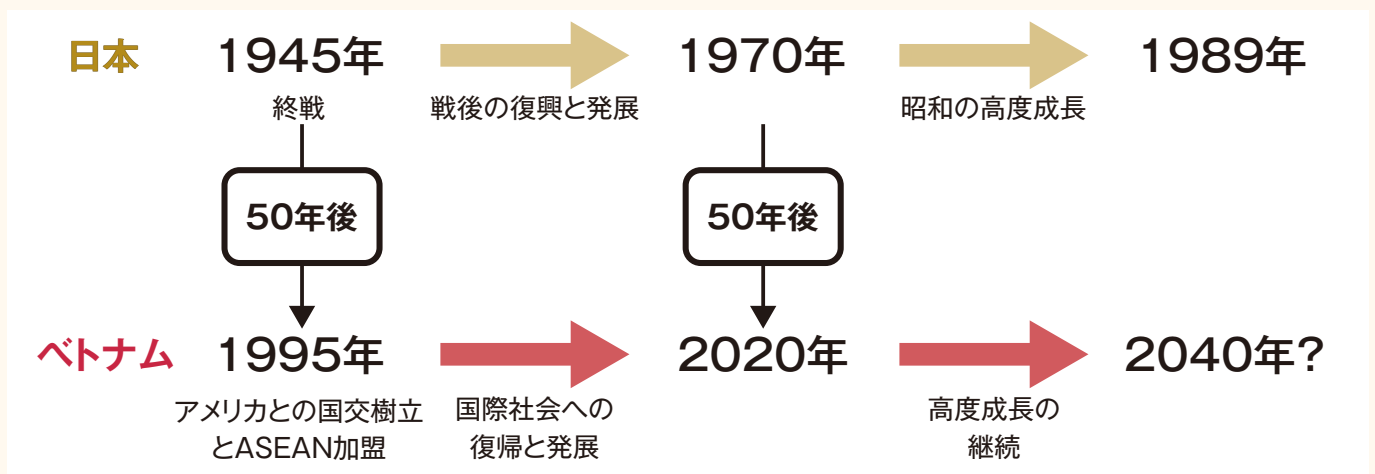 日本 1945年 1970年 1989年
終戦 戦後の復興と発展 昭和の高度成長
50年後 50年後
ベトナム 1995年 2020年 2040年?
アメリカとの国交樹立 国際社会への 高度成長の
とASEAN加盟 復帰と発展 継続